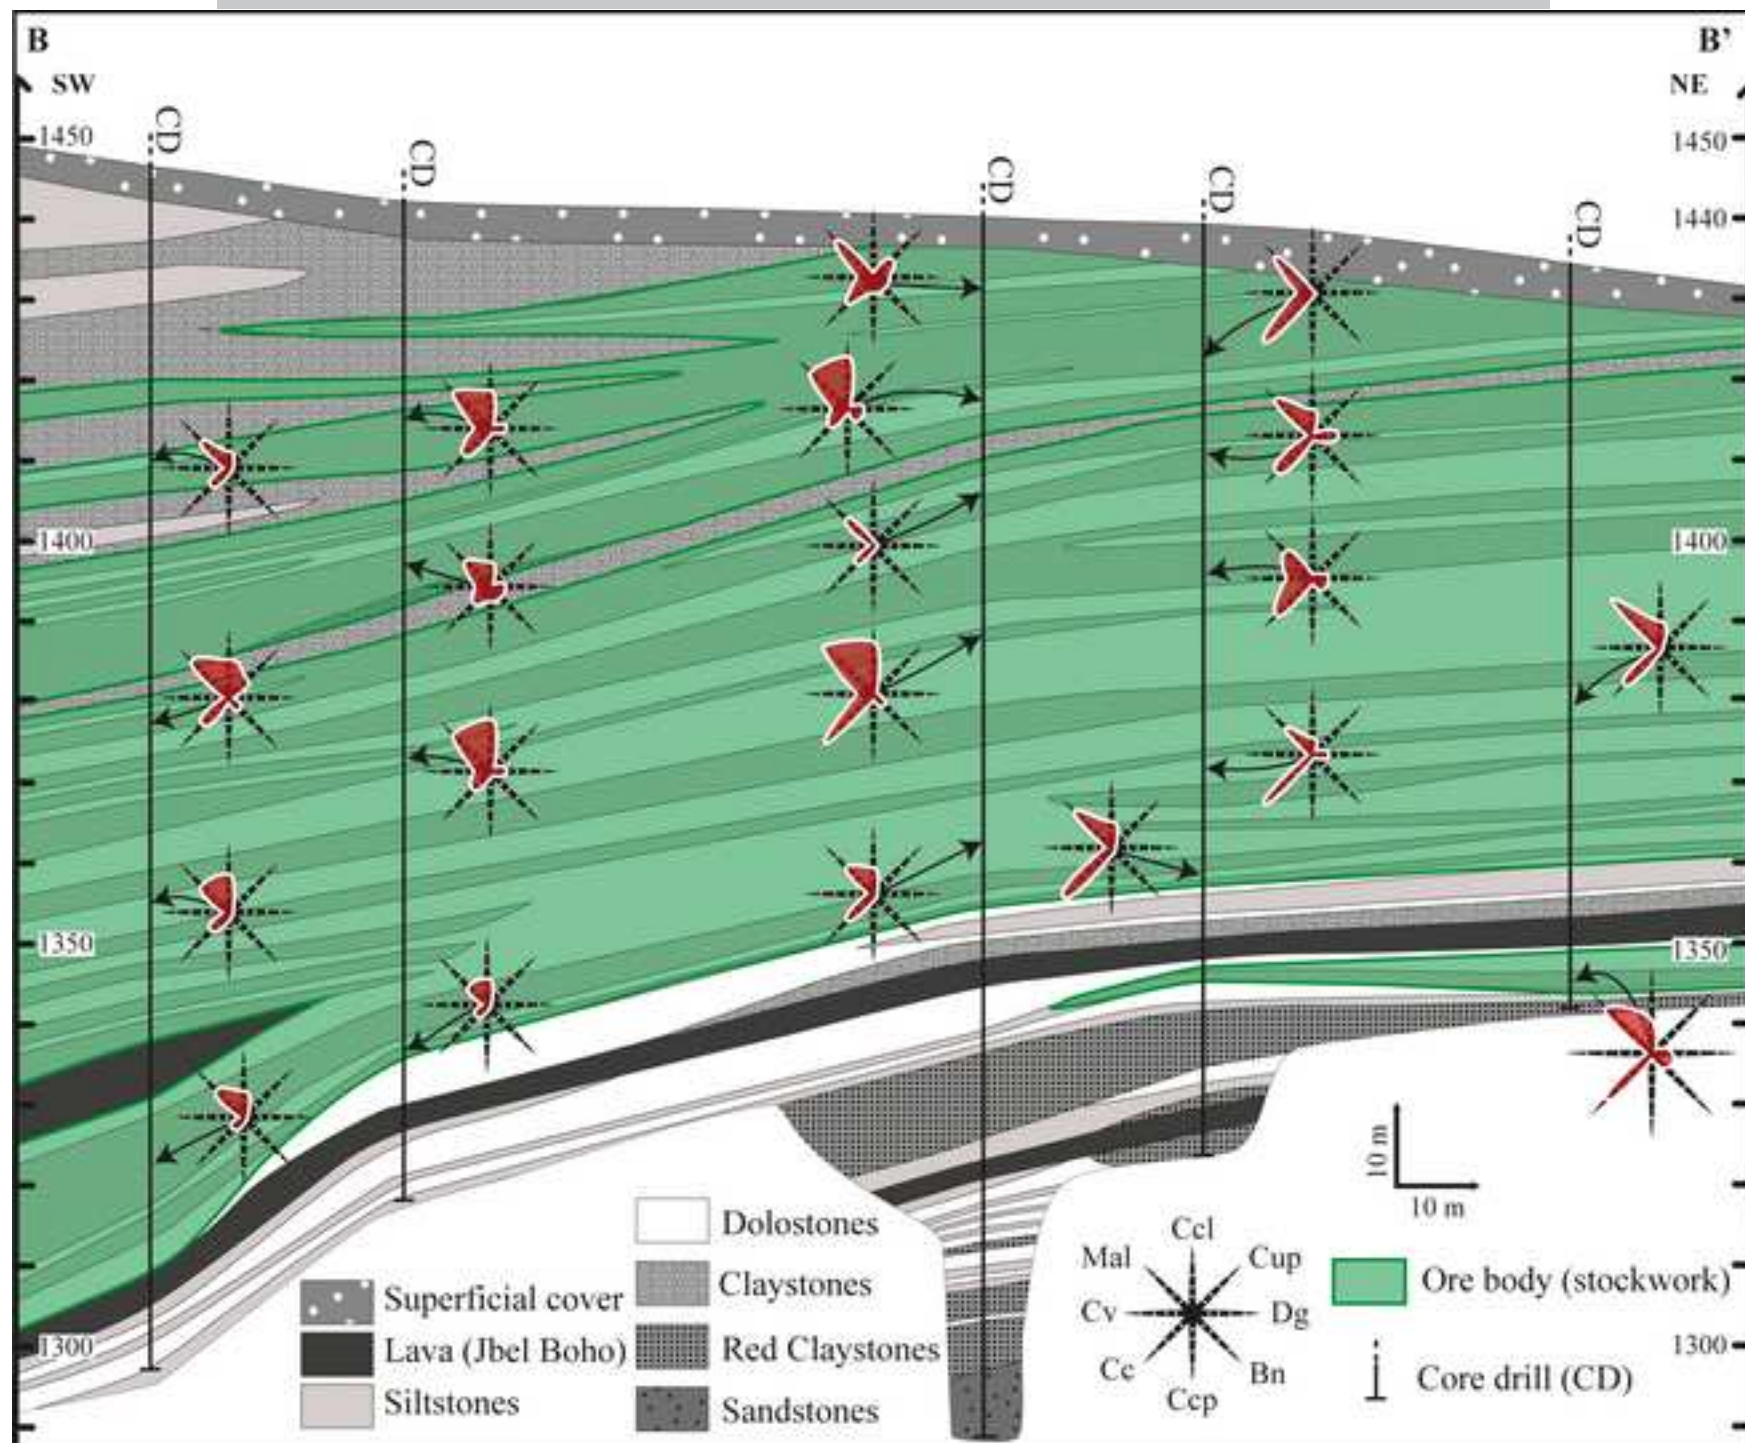 B
B’
SW
NE
CD
CD
CD
CD
CD
1450
1450
1440
1400
1400
1350
1350
1300
1300
10 m
10 m
Superficial cover
Lava (Jbel Boho)
Siltstones
Dolostones
Claystones
Red Claystones
Sandstones
Ccl
Mal
Cup
Cv
Dg
Cc
Bn
Ccp
Ore body (stockwork)
Core drill (CD)